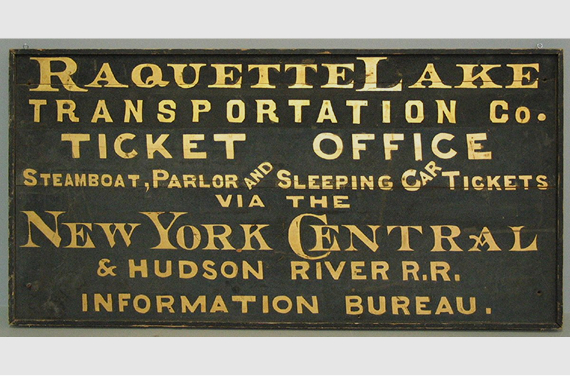 RAQUETTE LAKE
TRANSPORTATION Co.
TICKET OFFICE
STEAMBOAT, PARLOR AND SLEEPING CAR TICKETS
VIA THE
NEW YORK CENTRAL
& HUDSON RIVER R.R.
INFORMATION BUREAU.